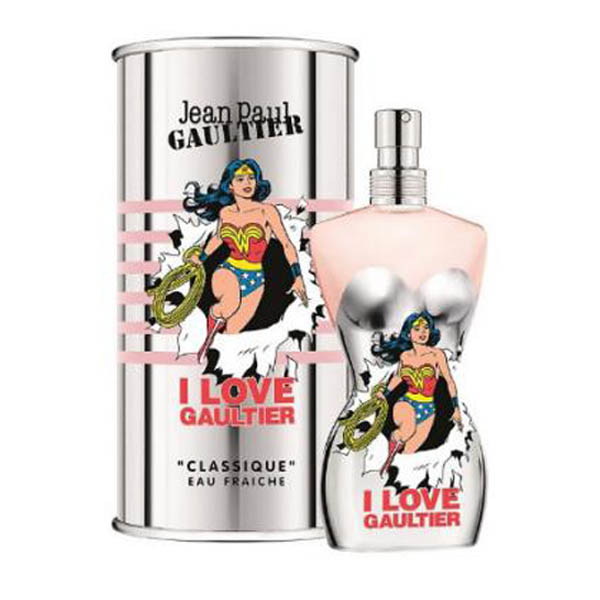 Jean Paul
GAULTIER
I LOVE
GAULTIER
"CLASSIQUE"
EAU FRAICHE
I LOVE
GAULTIER